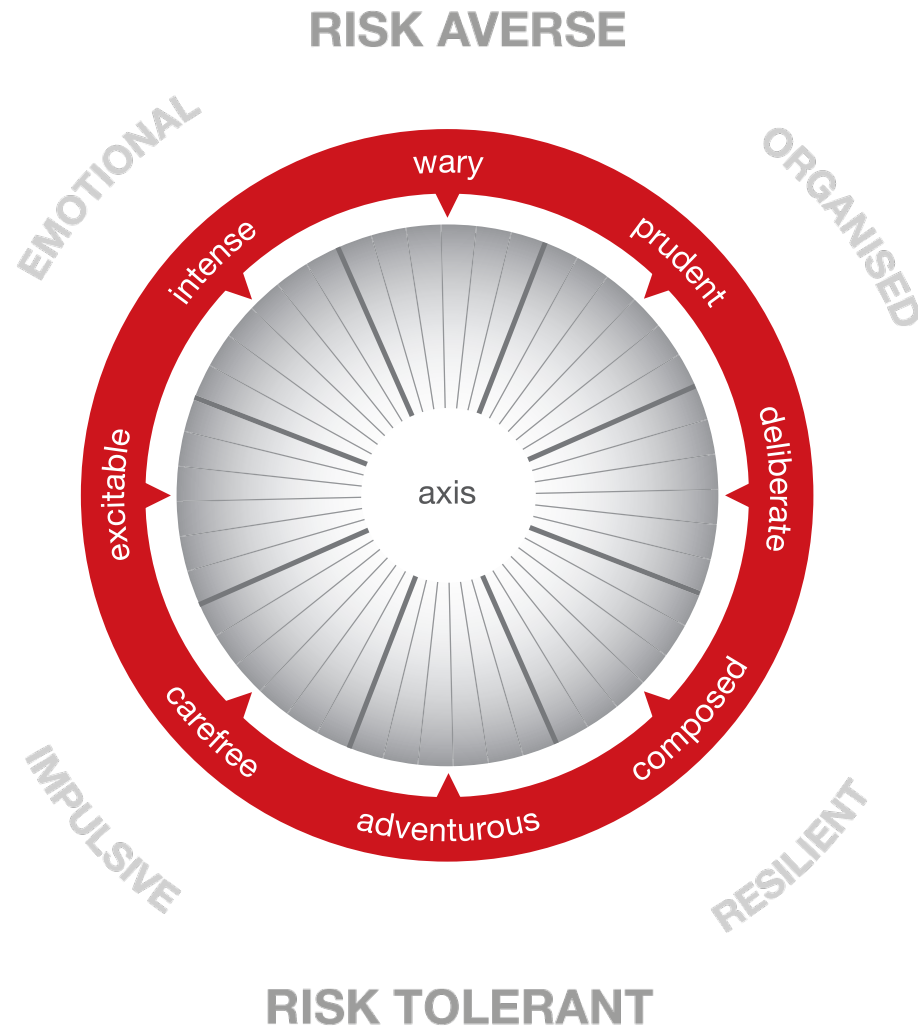 RISK AVERSE
EMOTIONAL
ORGANISED
wary
intense
prudent
excitable
axis
deliberate
carefree
composed
adventurous
IMPULSIVE
RESILIENT
RISK TOLERANT